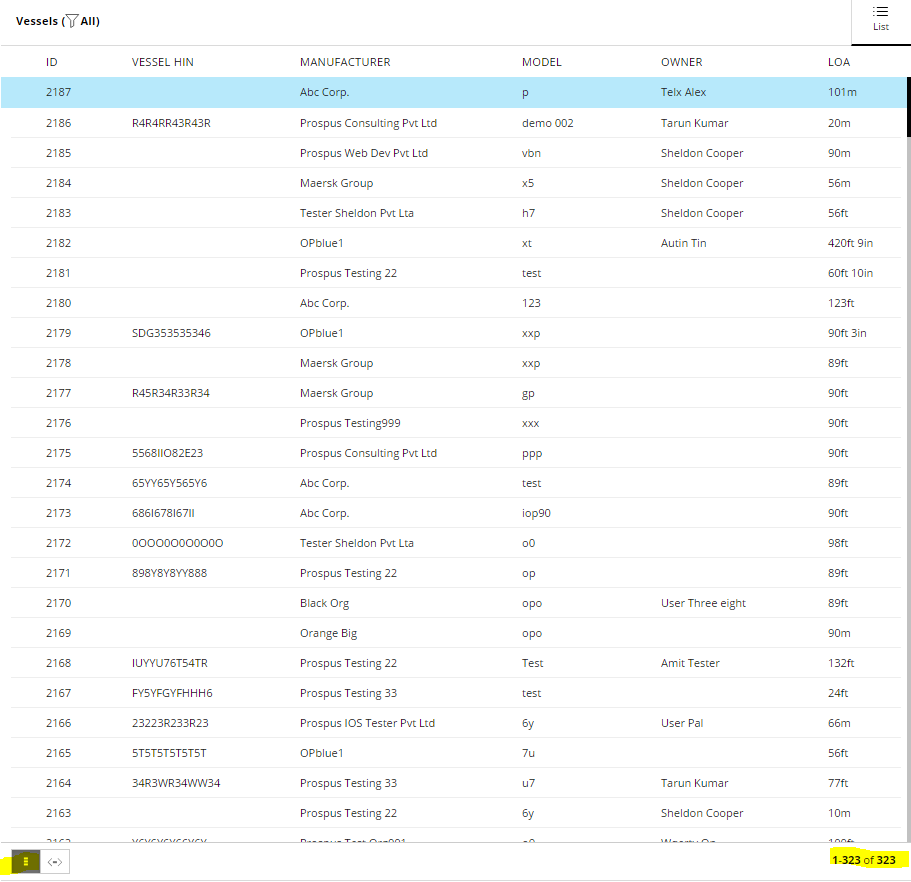 Vessels ( All)
List
ID VESSEL HIN MANUFACTURER MODEL OWNER LOA
2187 Abc Corp. p Telx Alex 101m
2186 R4R4RR43R43R Prospus Consulting Pvt Ltd demo 002 Tarun Kumar 20m
2185 Prospus Web Dev Pvt Ltd vbn Sheldon Cooper 90m
2184 Maersk Group x5 Sheldon Cooper 56m
2183 Tester Sheldon Pvt Lta h7 Sheldon Cooper 56ft
2182 OPblue1 xt Autin Tin 420ft 9in
2181 Prospus Testing 22 test 60ft 10in
2180 Abc Corp. 123 123ft
2179 SDG353535346 OPblue1 xxp 90ft 3in
2178 Maersk Group xxp 89ft
2177 R45R34R33R34 Maersk Group gp 90ft
2176 Prospus Testing999 xxx 90ft
2175 5568IIO82E23 Prospus Consulting Pvt Ltd ppp 90ft
2174 65YY65Y565Y6 Abc Corp. test 89ft
2173 686I678I67II Abc Corp. iop90 90ft
2172 0OOO0O0O0O0O Tester Sheldon Pvt Lta o0 98ft
2171 898Y8Y8YY888 Prospus Testing 22 op 89ft
2170 Black Org opo User Three eight 89ft
2169 Orange Big opo 90m
2168 IUYYU76T54TR Prospus Testing 22 Test Amit Tester 132ft
2167 FY5YFGYFHHH6 Prospus Testing 33 test 24ft
2166 23223R233R23 Prospus IOS Tester Pvt Ltd 6y User Pal 66m
2165 5T5T5T5T5T5T OPblue1 7u 56ft
2164 34R3WR34WW34 Prospus Testing 33 u7 Tarun Kumar 77ft
2163 Prospus Testing 22 6y Sheldon Cooper 10m
1-323 of 323